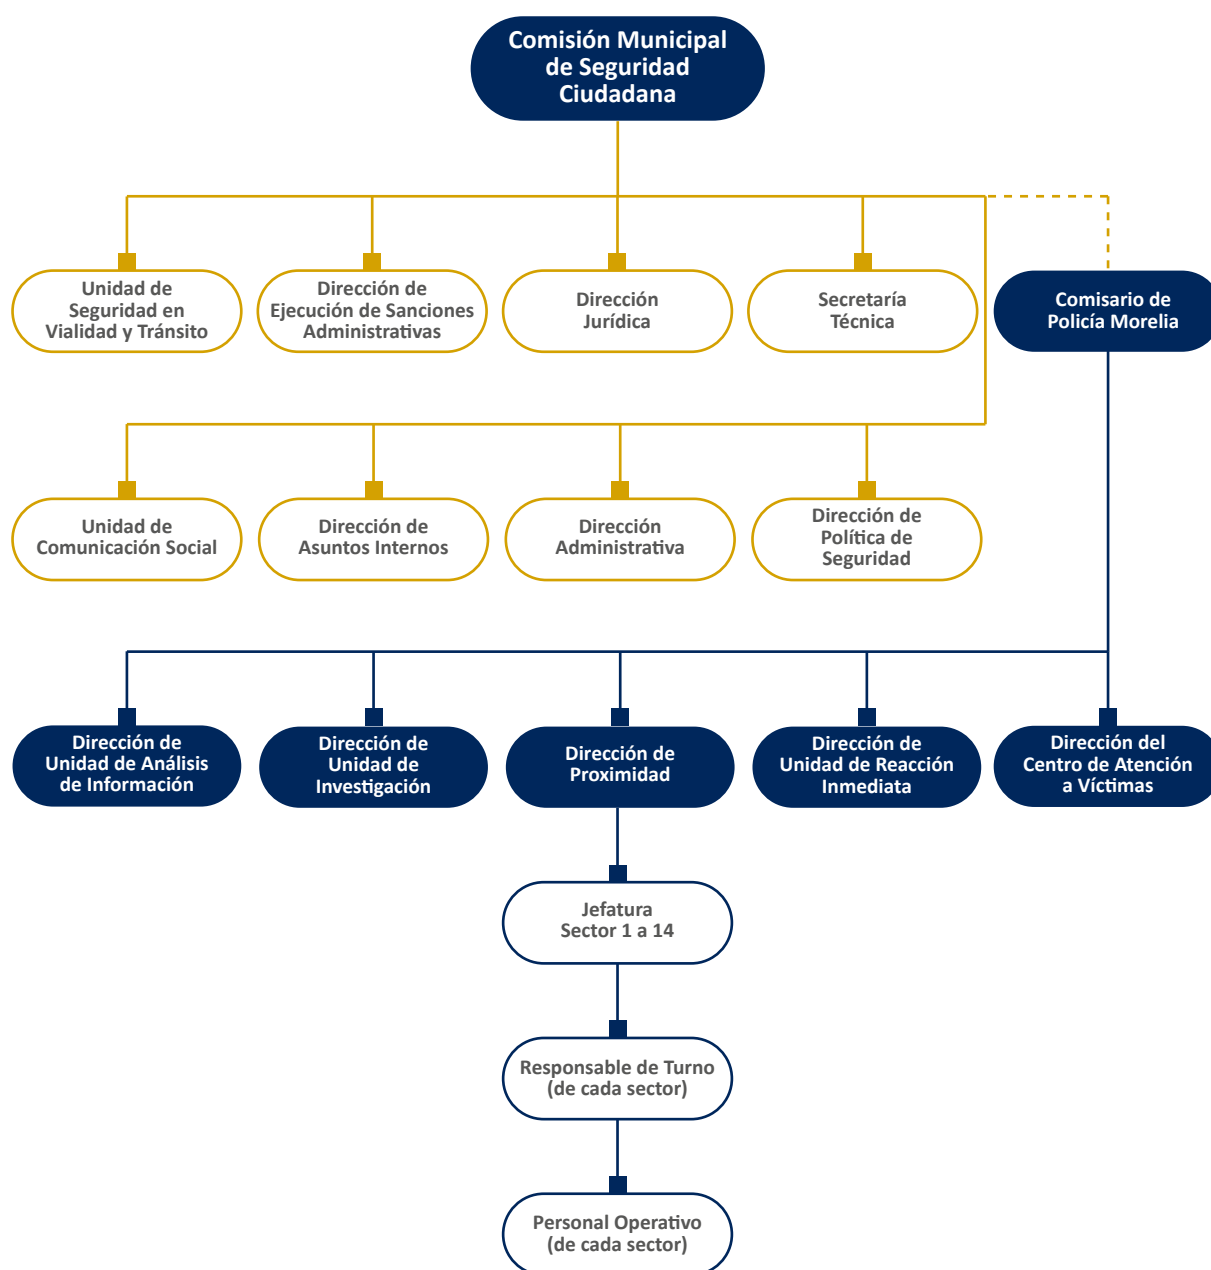 Comisión Municipal
de Seguridad
Ciudadana
Unidad de
Seguridad en
Vialidad y Tránsito
Dirección de
Ejecución de Sanciones
Administrativas
Dirección
Jurídica
Secretaría
Técnica
Comisario de
Policía Morelia
Unidad de
Comunicación Social
Dirección de
Asuntos Internos
Dirección
Administrativa
Dirección de
Política de
Seguridad
Dirección de
Unidad de Análisis
de Información
Dirección de
Unidad de
Investigación
Dirección de
Proximidad
Dirección de
Unidad de Reacción
Inmediata
Dirección del
Centro de Atención
a Víctimas
Jefatura
Sector 1 a 14
Responsable de Turno
(de cada sector)
Personal Operativo
(de cada sector)